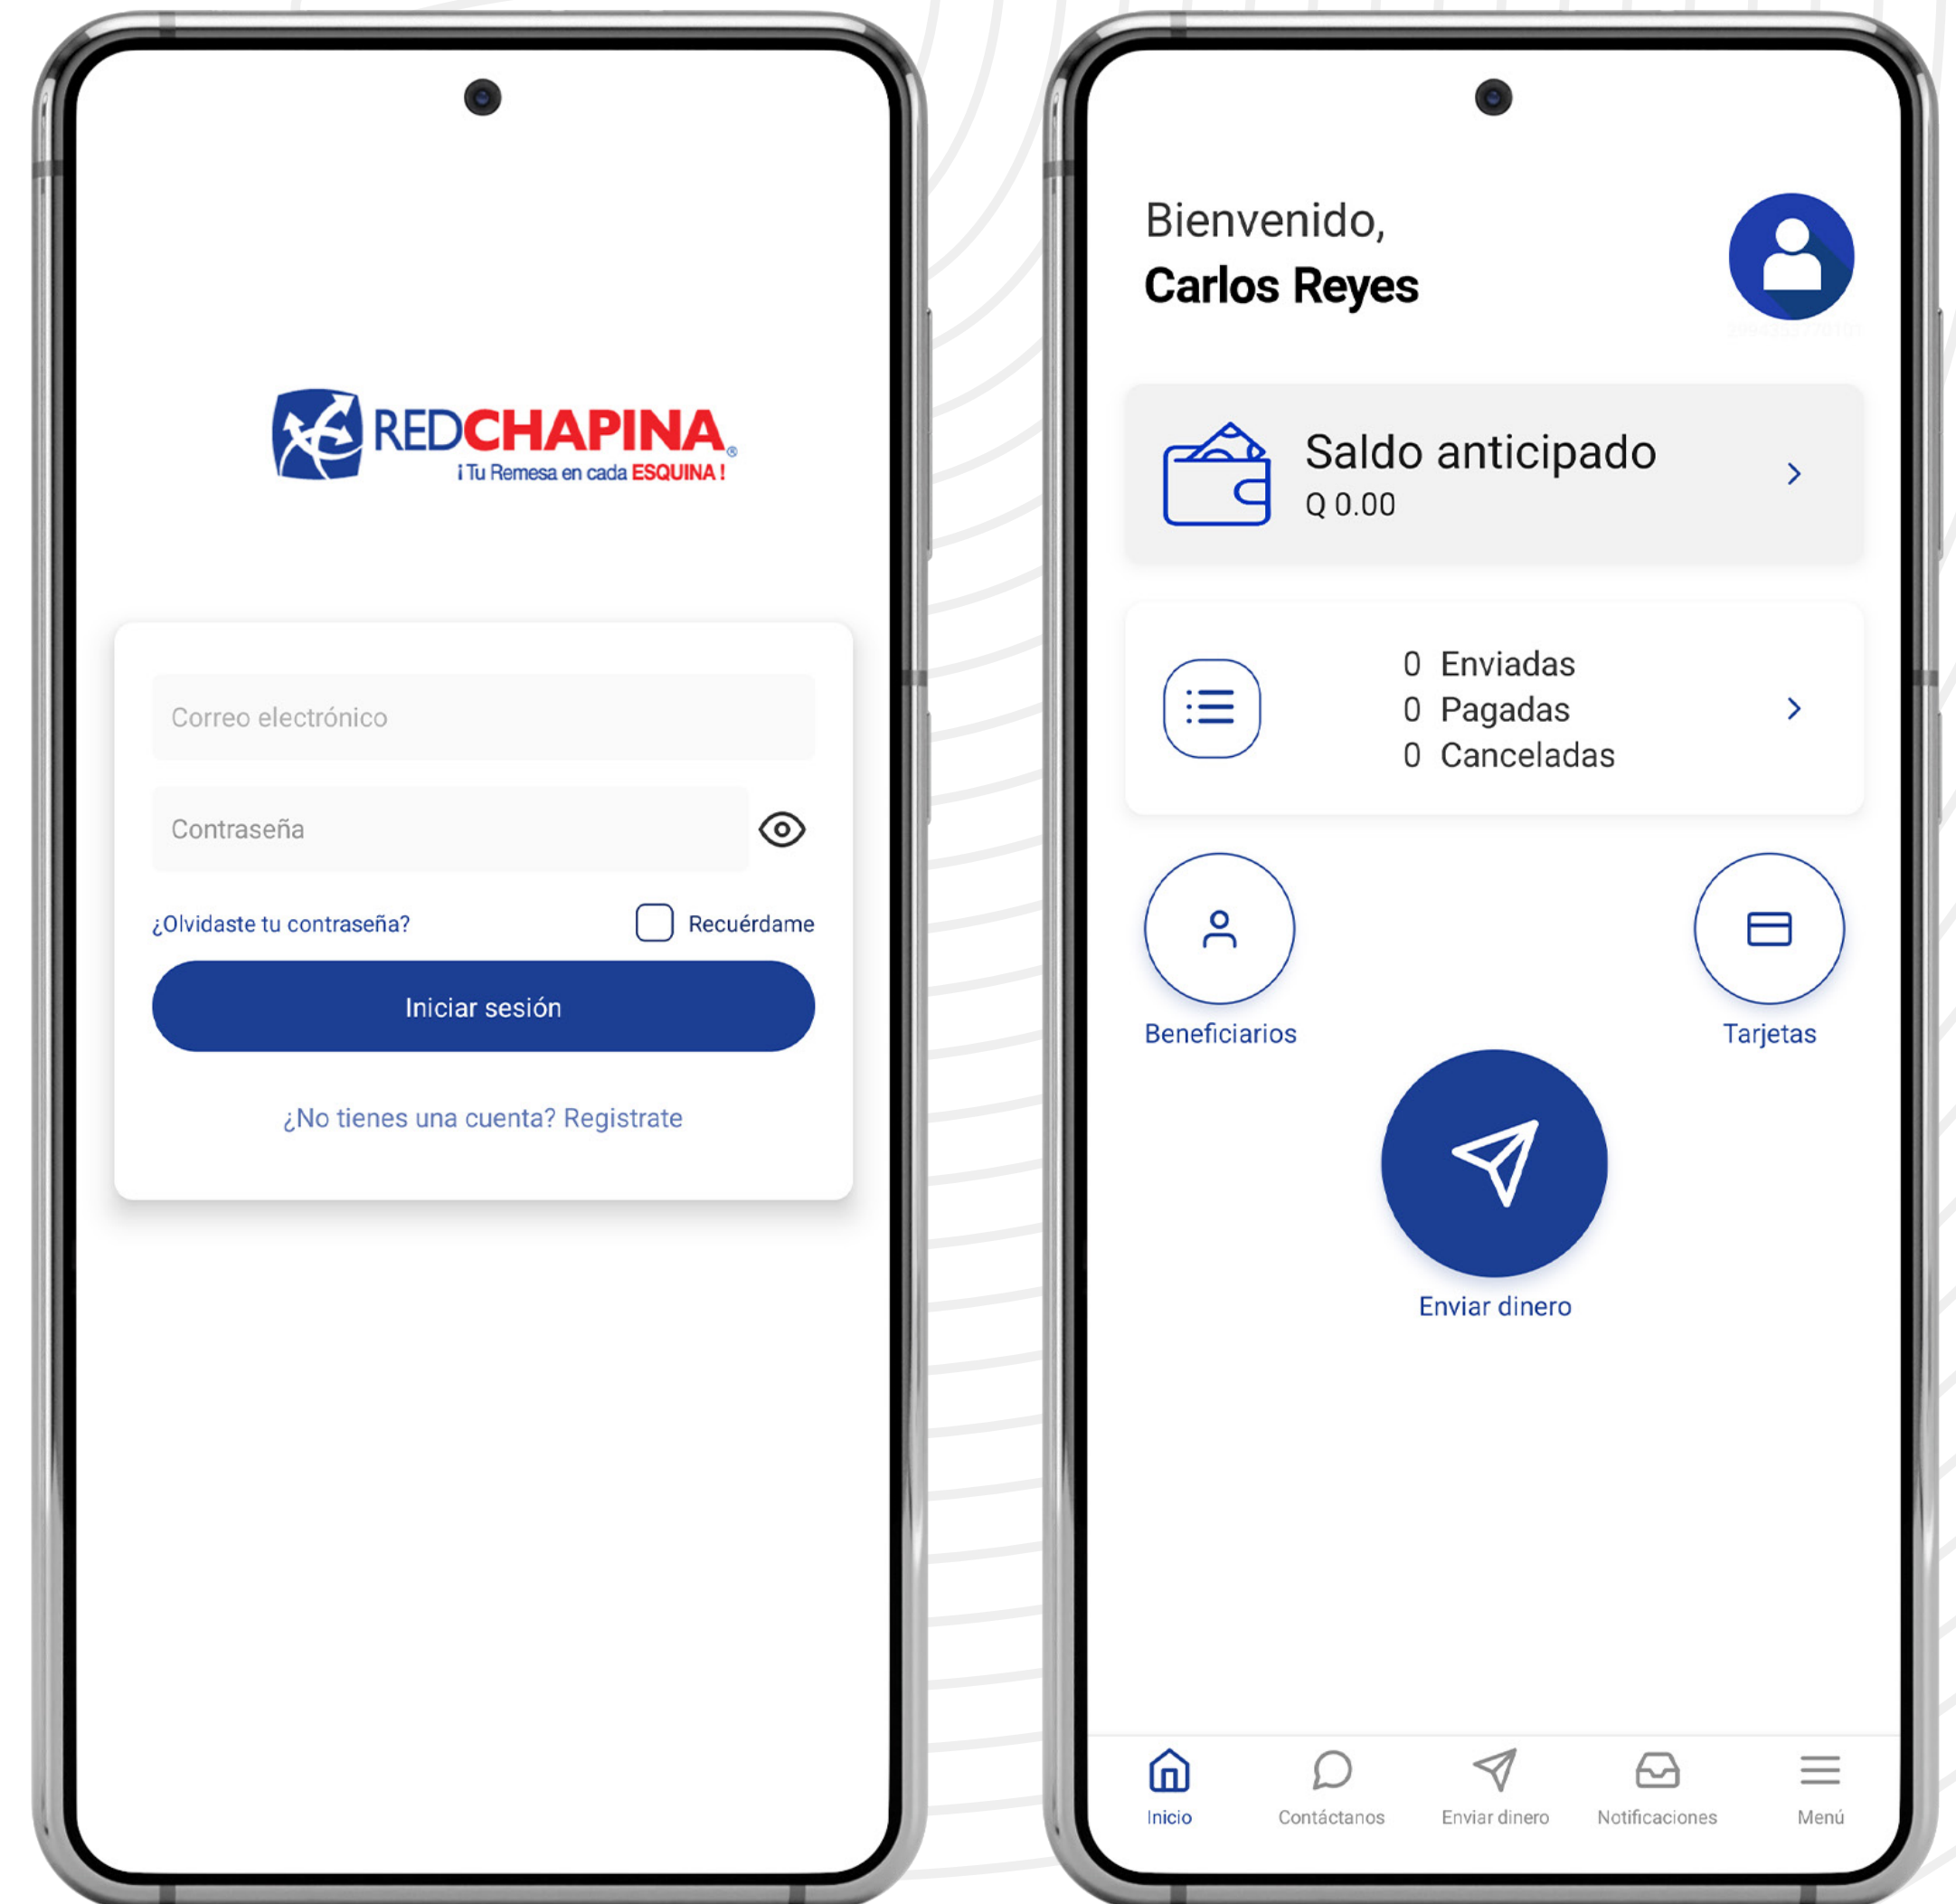 REDCHAPINA®
¡Tu Remesa en cada ESQUINA!
Correo electrónico
Contraseña
¿Olvidaste tu contraseña?
Recuérdame
Iniciar sesión
¿No tienes una cuenta? Registrate
Bienvenido,
Carlos Reyes
Saldo anticipado
Q 0.00
0 Enviadas
0 Pagadas
0 Canceladas
Beneficiarios
Tarjetas
Enviar dinero
Inicio
Contáctanos
Enviar dinero
Notificaciones
Menú